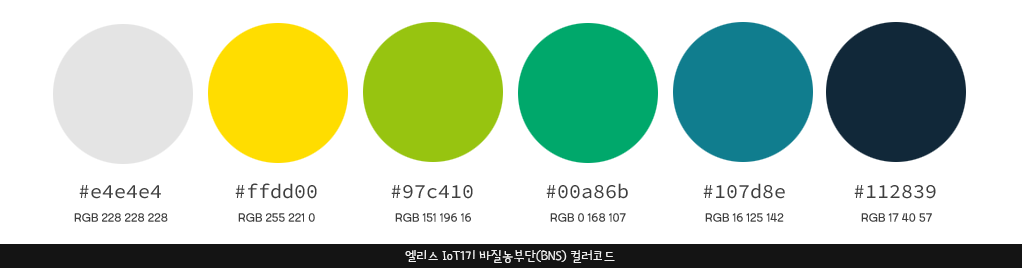 #e4e4e4 #ffdd00 #97c410 #00a86b #107d8e #112839
RGB 228 228 228 RGB 255 221 0 RGB 151 196 16 RGB 0 168 107 RGB 16 125 142 RGB 17 40 57
엘리스 IoT1기 바질농부단(BNS) 컬러코드